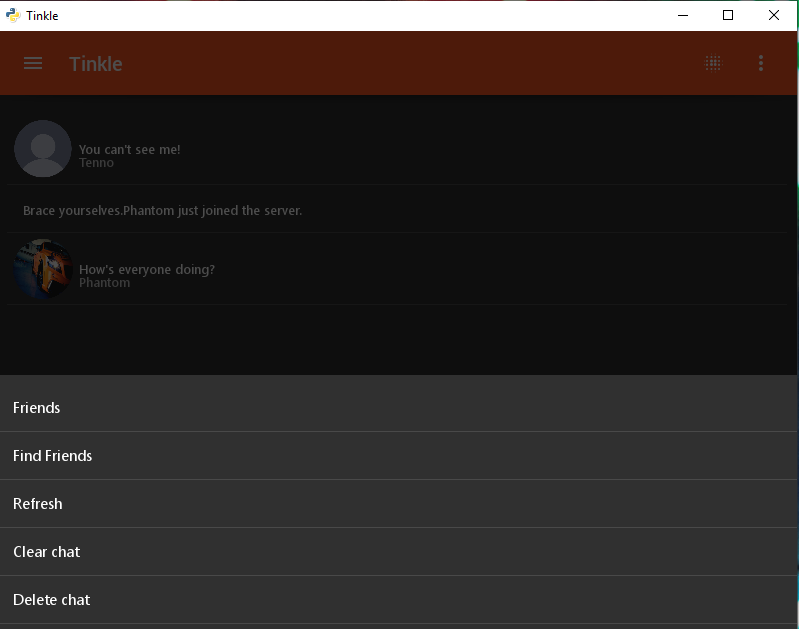 Tinkle
Tinkle
You can't see me!
Tenno
Brace yourselves.Phantom just joined the server.
How's everyone doing?
Phantom
Friends
Find Friends
Refresh
Clear chat
Delete chat